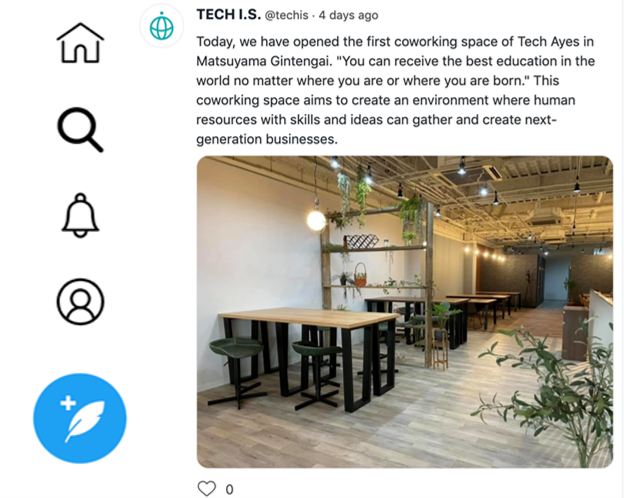 TECH I.S. @techis · 4 days ago
Today, we have opened the first coworking space of Tech Ayes in
Matsuyama Gintengai. "You can receive the best education in the
world no matter where you are or where you are born." This
coworking space aims to create an environment where human
resources with skills and ideas can gather and create next-
generation businesses.
0